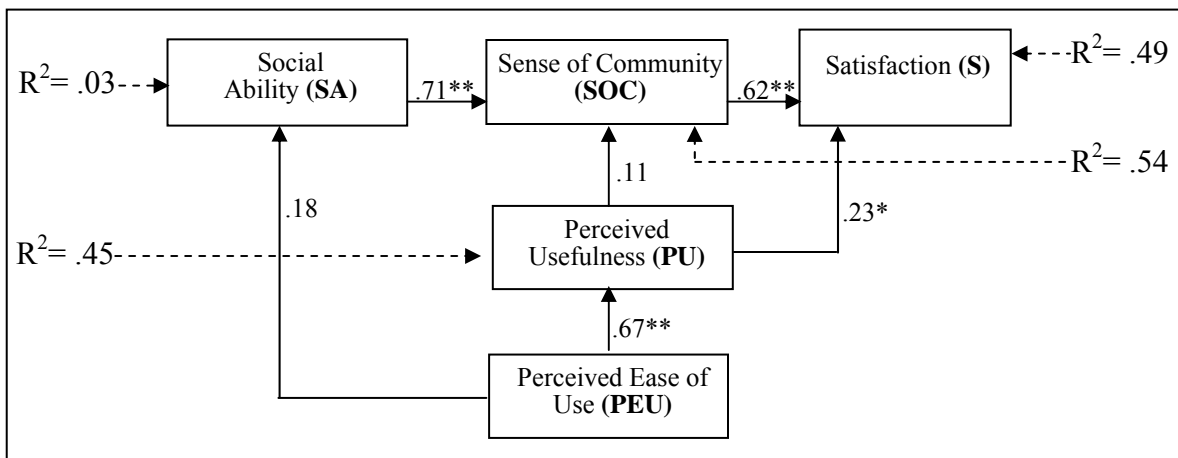 Social
Ability (SA)
Sense of Community
(SOC)
Satisfaction (S)
R²= .03
.71**
.62**
R²= .49
R²= .54
.11
.18
.23*
R²= .45
Perceived
Usefulness (PU)
.67**
Perceived Ease of
Use (PEU)